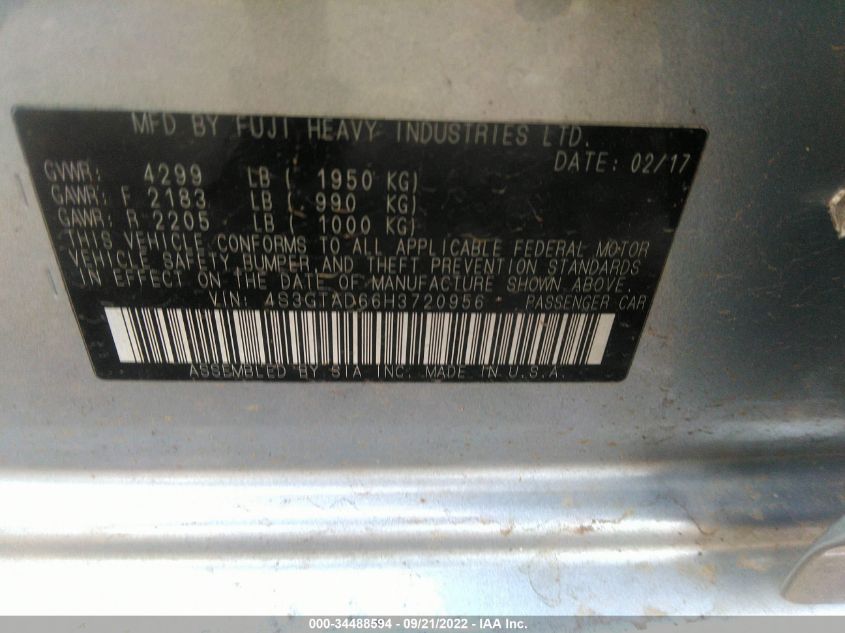 MFD BY FUJI HEAVY INDUSTRIES LTD.
DATE: 02/17
GVWR: 4299 LB ( 1950 KG)
GAWR: F 2183 LB ( 990 KG)
GAWR: R 2205 LB ( 1000 KG)
THIS VEHICLE CONFORMS TO ALL APPLICABLE FEDERAL MOTOR
VEHICLE SAFETY, BUMPER, AND THEFT PREVENTION STANDARDS
IN EFFECT ON THE DATE OF MANUFACTURE SHOWN ABOVE.
VIN: 4S3GTAD66H3720956 PASSENGER CAR
ASSEMBLED BY SIA INC. MADE IN U.S.A.
000-34488594 - 09/21/2022 - IAA Inc.